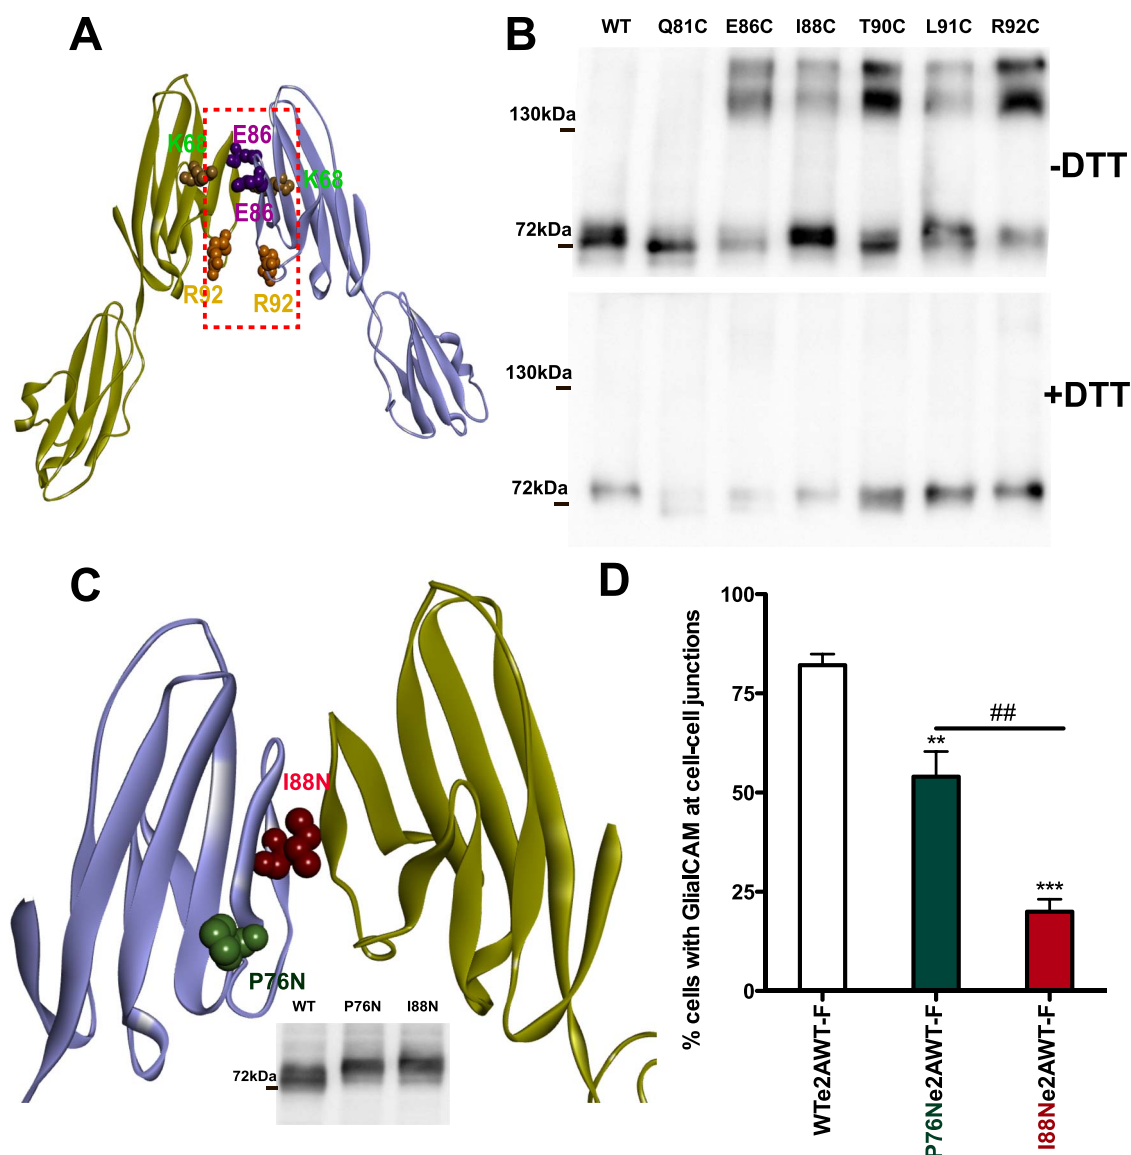 A
K68
E86
K68
E86
R92
R92
B
WT Q81C E86C I88C T90C L91C R92C
130kDa
-DTT
72kDa
130kDa
+DTT
72kDa
C
I88N
P76N
WT P76N I88N
72kDa
D
% cells with GlialCAM at cell-cell junctions
100
75
50
25
0
##
**
***
WTe2AWT-F
P76Ne2AWT-F
I88Ne2AWT-F